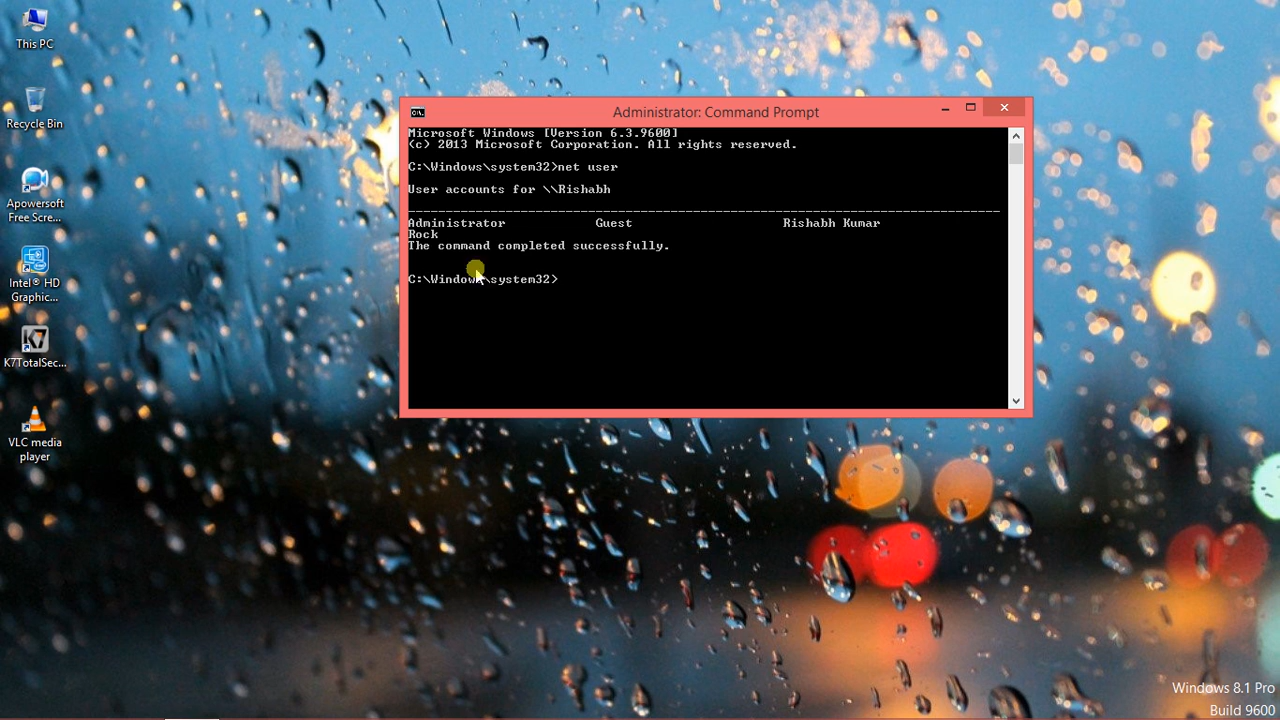 This PC
Recycle Bin
Apowersoft
Free Scre...
Intel® HD
Graphic...
K7TotalSec...
VLC media
player
Administrator: Command Prompt
Microsoft Windows [Version 6.3.9600]
(c) 2013 Microsoft Corporation. All rights reserved.
C:\Windows\system32>net user
User accounts for \\Rishabh
-------------------------------------------------------------------------------
Administrator Guest Rishabh Kumar
Rock
The command completed successfully.
C:\Windows\system32>
Windows 8.1 Pro
Build 9600